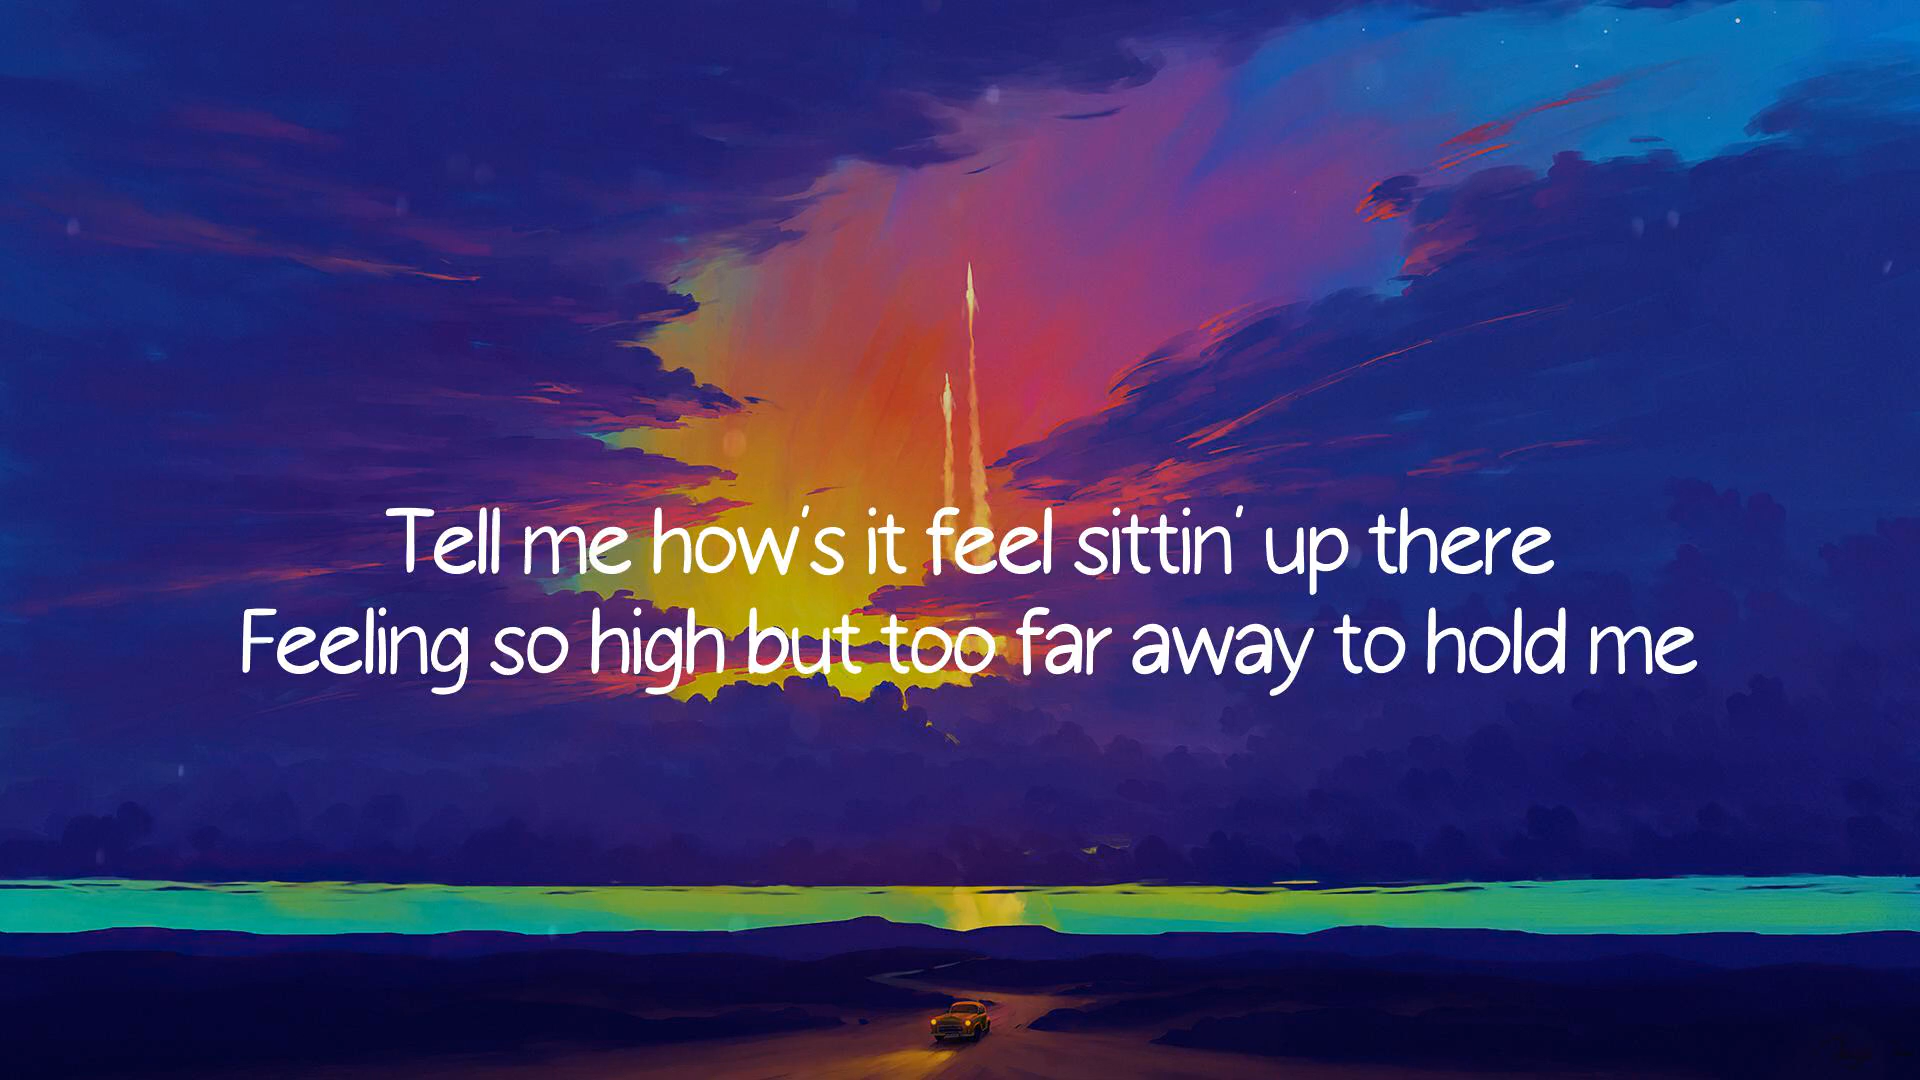 Tell me how's it feel sittin' up there
Feeling so high but too far away to hold me